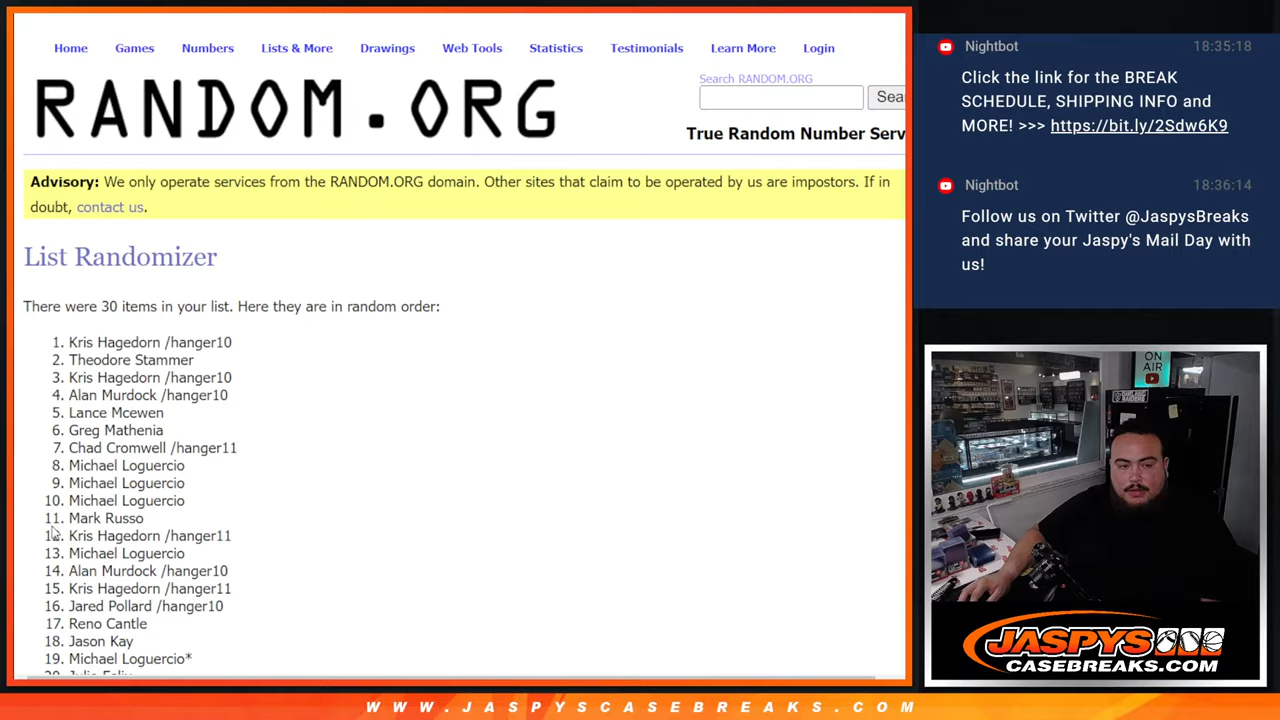 Home Games Numbers Lists & More Drawings Web Tools Statistics Testimonials Learn More Login
RANDOM.ORG
Search RANDOM.ORG
Sear
True Random Number Serv
Advisory: We only operate services from the RANDOM.ORG domain. Other sites that claim to be operated by us are impostors. If in
doubt, contact us.
List Randomizer
There were 30 items in your list. Here they are in random order:
1. Kris Hagedorn /hanger10
2. Theodore Stammer
3. Kris Hagedorn /hanger10
4. Alan Murdock /hanger10
5. Lance Mcewen
6. Greg Mathenia
7. Chad Cromwell /hanger11
8. Michael Loguercio
9. Michael Loguercio
10. Michael Loguercio
11. Mark Russo
12. Kris Hagedorn /hanger11
13. Michael Loguercio
14. Alan Murdock /hanger10
15. Kris Hagedorn /hanger11
16. Jared Pollard /hanger10
17. Reno Cantle
18. Jason Kay
19. Michael Loguercio*
Nightbot 18:35:18
Click the link for the BREAK
SCHEDULE, SHIPPING INFO and
MORE! >>> https://bit.ly/2Sdw6K9
Nightbot 18:36:14
Follow us on Twitter @JaspysBreaks
and share your Jaspy's Mail Day with
us!
ON
AIR
JASPYS
CASEBREAKS.COM
WWW.JASPYSCASEBREAKS.COM